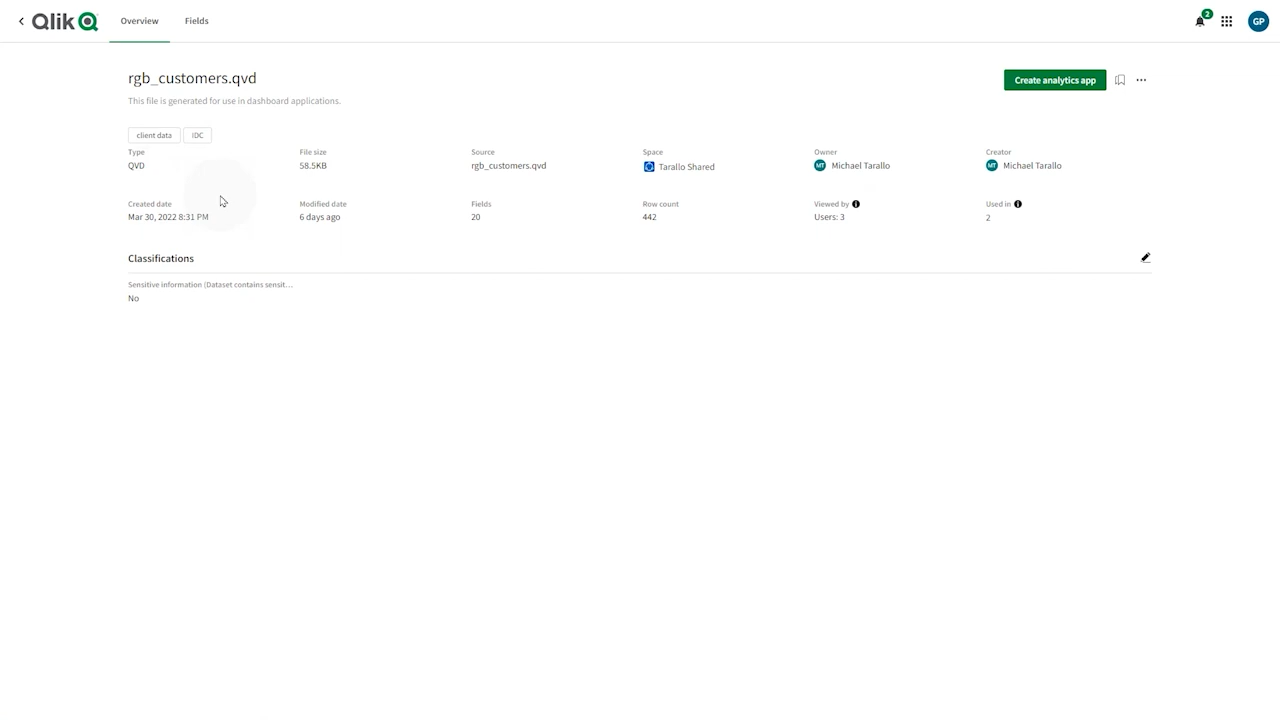 Qlik Overview Fields 2 GP
rgb_customers.qvd
Create analytics app
This file is generated for use in dashboard applications.
client data IDC
Type File size Source Space Owner Creator
QVD 58.5KB rgb_customers.qvd Tarallo Shared MT Michael Tarallo MT Michael Tarallo
Created date Modified date Fields Row count Viewed by Used in
Mar 30, 2022 8:31 PM 6 days ago 20 442 Users: 3 2
Classifications
Sensitive information (Dataset contains sensit...
No